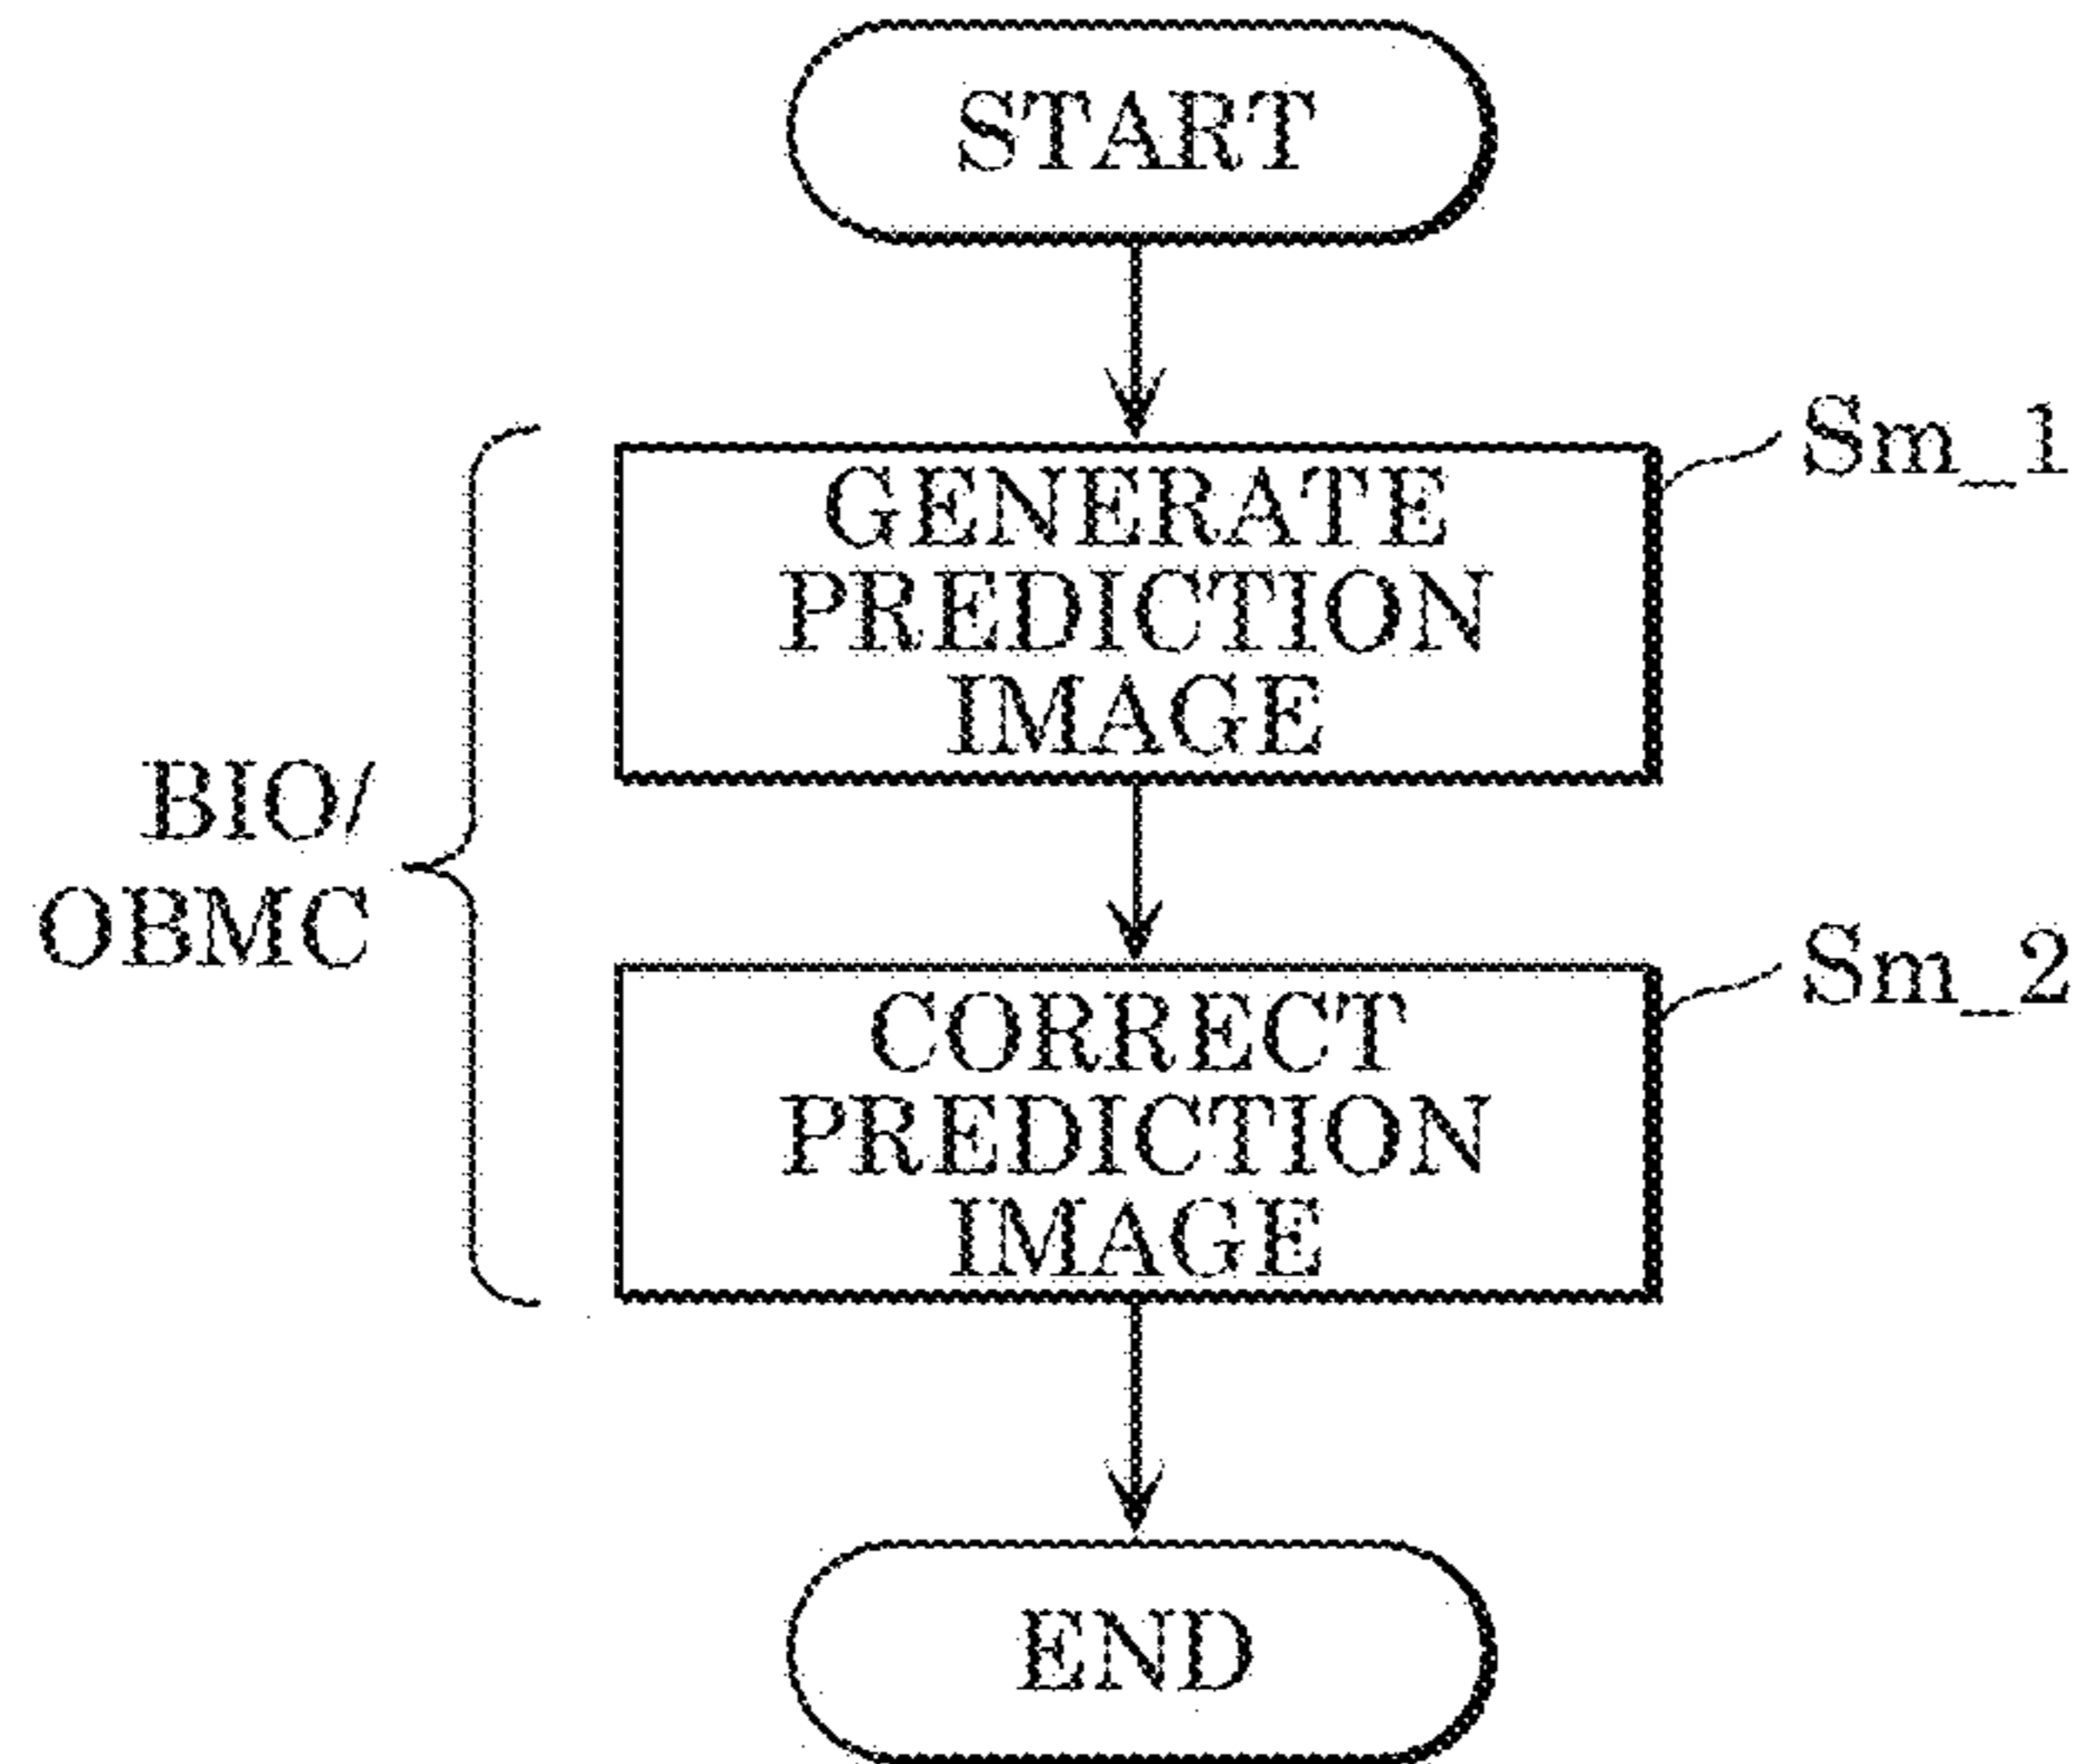 START
GENERATE
PREDICTION
IMAGE
Sm_1
BIO/
OBMC
CORRECT
PREDICTION
IMAGE
Sm_2
END